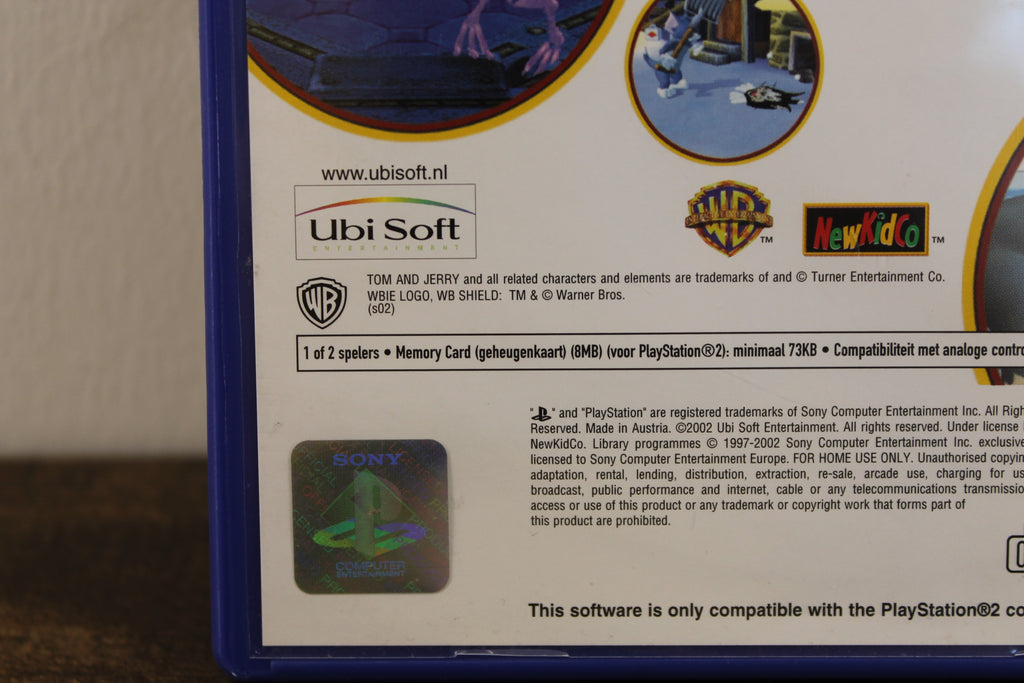 www.ubisoft.nl
Ubi Soft
ENTERTAINMENT
WB
TM
NewKidCo
TM
TOM AND JERRY and all related characters and elements are trademarks of and © Turner Entertainment Co.
WBIE LOGO, WB SHIELD: TM & © Warner Bros.
(s02)
WB
1 of 2 spelers • Memory Card (geheugenkaart) (8MB) (voor PlayStation®2): minimaal 73KB • Compatibiliteit met analoge contro
" " and "PlayStation" are registered trademarks of Sony Computer Entertainment Inc. All Righ
Reserved. Made in Austria. ©2002 Ubi Soft Entertainment. All rights reserved. Under license
NewKidCo. Library programmes © 1997-2002 Sony Computer Entertainment Inc. exclusive
licensed to Sony Computer Entertainment Europe. FOR HOME USE ONLY. Unauthorised copyin
adaptation, rental, lending, distribution, extraction, re-sale, arcade use, charging for us
broadcast, public performance and internet, cable or any telecommunications transmissio
access or use of this product or any trademark or copyright work that forms part of
this product are prohibited.
SONY
COMPUTER
ENTERTAINMENT
This software is only compatible with the PlayStation®2 co